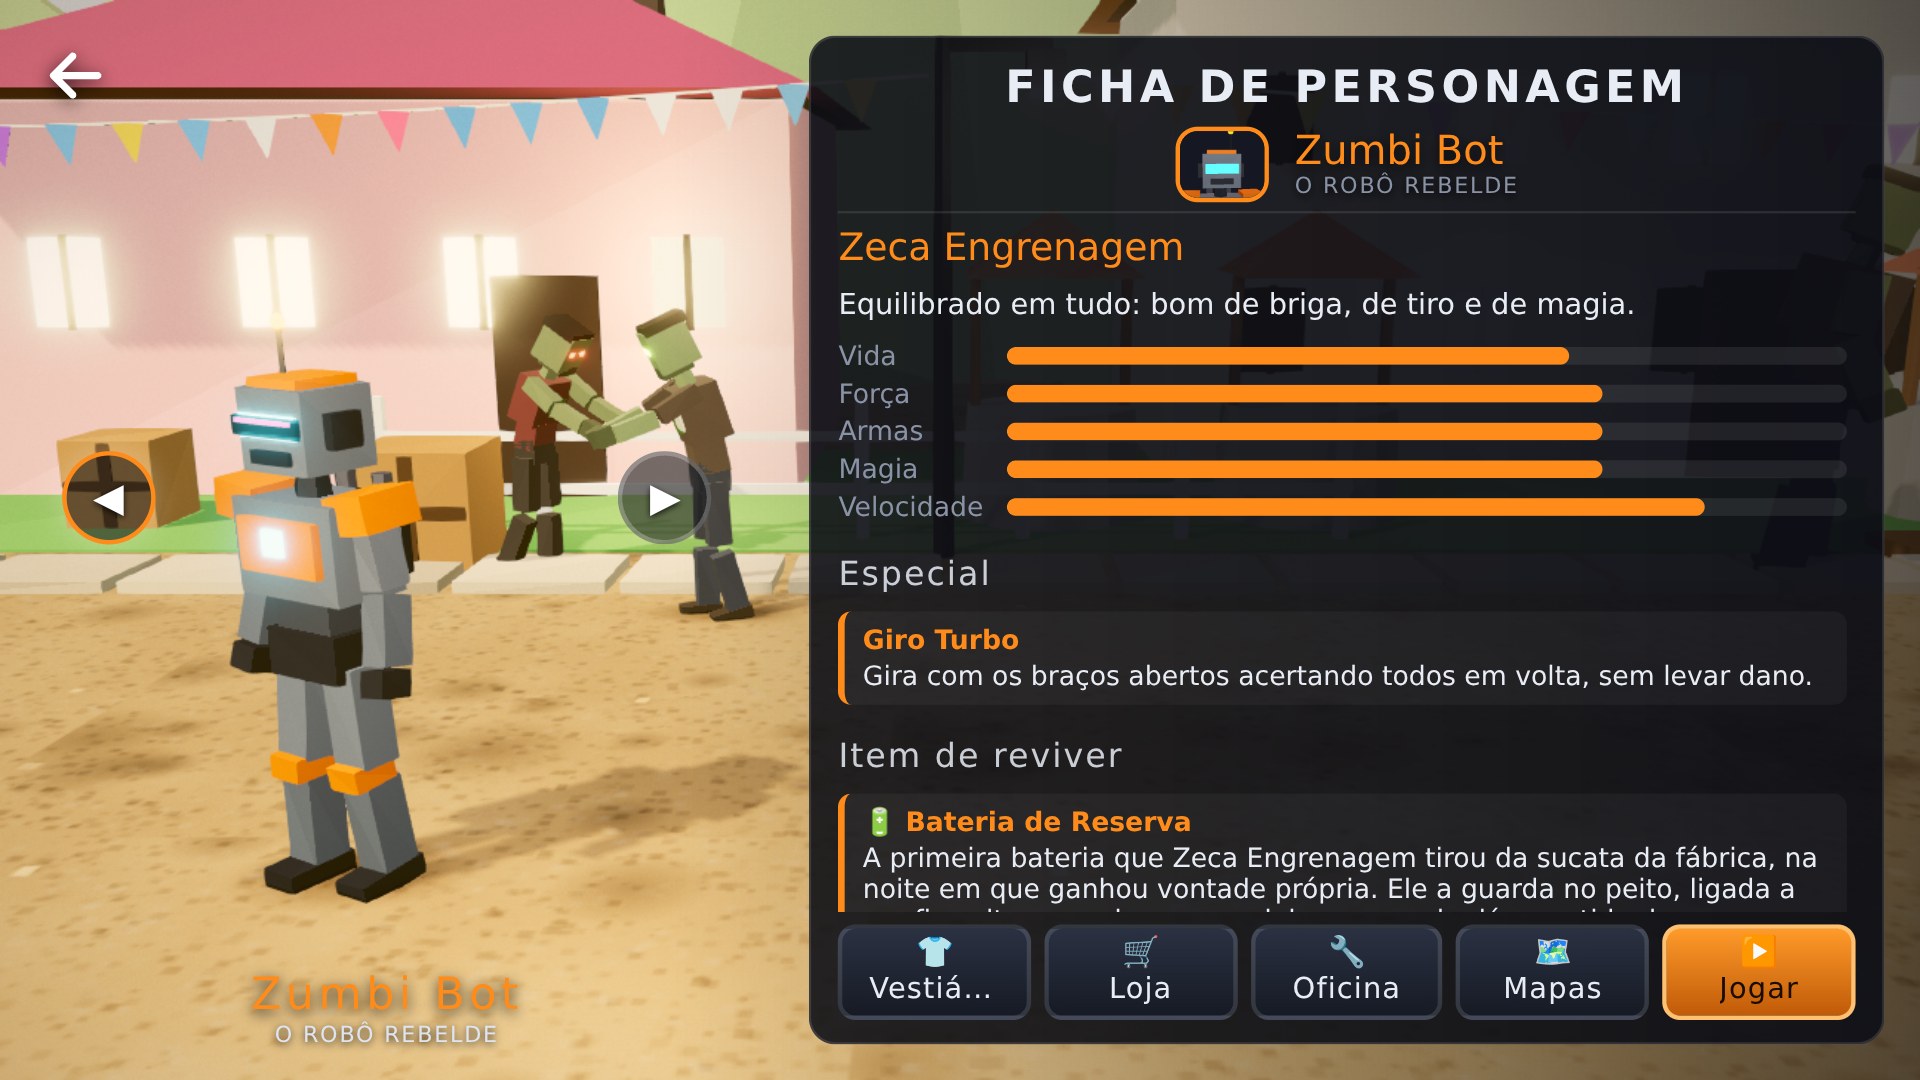 FICHA DE PERSONAGEM
Zumbi Bot
O ROBÔ REBELDE
Zeca Engrenagem
Equilibrado em tudo: bom de briga, de tiro e de magia.
Vida
Força
Armas
Magia
Velocidade
Especial
Giro Turbo
Gira com os braços abertos acertando todos em volta, sem levar dano.
Item de reviver
Bateria de Reserva
A primeira bateria que Zeca Engrenagem tirou da sucata da fábrica, na
noite em que ganhou vontade própria. Ele a guarda no peito, ligada a
Vestiá...
Loja
Oficina
Mapas
Jogar
Zumbi Bot
O ROBÔ REBELDE